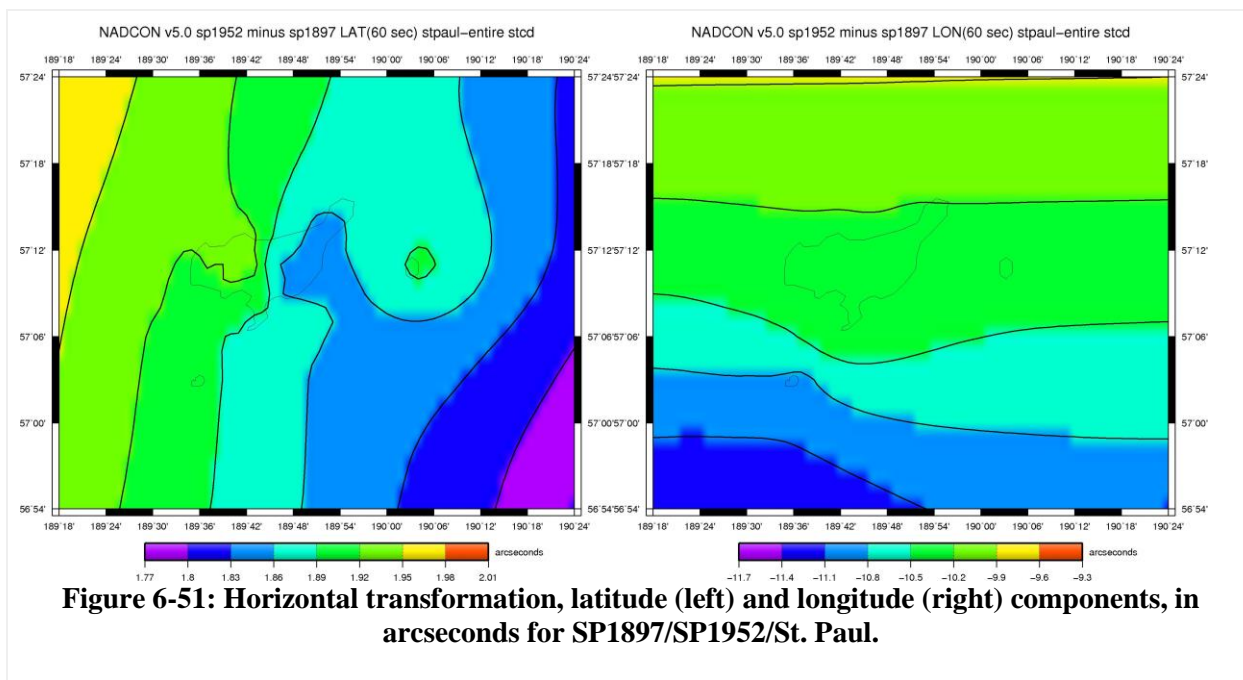 NADCON v5.0 sp1952 minus sp1897 LAT(60 sec) stpaul-entire stcd
189˚18' 189˚24' 189˚30' 189˚36' 189˚42' 189˚48' 189˚54' 190˚00' 190˚06' 190˚12' 190˚18' 190˚24'
57˚24' 57˚24'
57˚18' 57˚18'
57˚12' 57˚12'
57˚06' 57˚06'
57˚00' 57˚00'
56˚54' 56˚54'
189˚18' 189˚24' 189˚30' 189˚36' 189˚42' 189˚48' 189˚54' 190˚00' 190˚06' 190˚12' 190˚18' 190˚24'
arcseconds
1.77 1.8 1.83 1.86 1.89 1.92 1.95 1.98 2.01
NADCON v5.0 sp1952 minus sp1897 LON(60 sec) stpaul-entire stcd
189˚18' 189˚24' 189˚30' 189˚36' 189˚42' 189˚48' 189˚54' 190˚00' 190˚06' 190˚12' 190˚18' 190˚24'
57˚24' 57˚24'
57˚18' 57˚18'
57˚12' 57˚12'
57˚06' 57˚06'
57˚00' 57˚00'
56˚54' 56˚54'
189˚18' 189˚24' 189˚30' 189˚36' 189˚42' 189˚48' 189˚54' 190˚00' 190˚06' 190˚12' 190˚18' 190˚24'
arcseconds
−11.7 −11.4 −11.1 −10.8 −10.5 −10.2 −9.9 −9.6 −9.3
Figure 6-51: Horizontal transformation, latitude (left) and longitude (right) components, in
arcseconds for SP1897/SP1952/St. Paul.